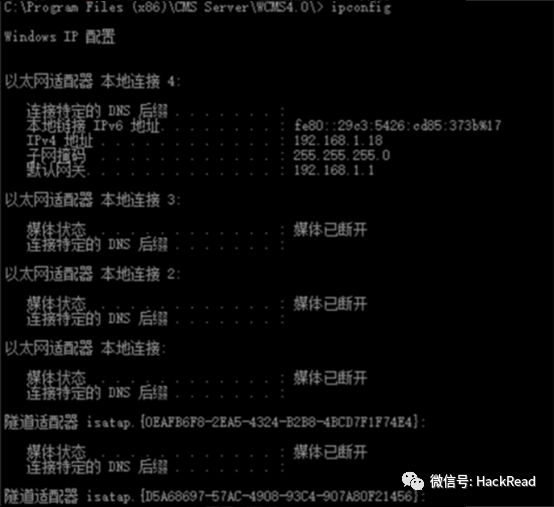 C:\Program Files (x86)\CMS Server\WCMS4.0\> ipconfig
Windows IP 配置
以太网适配器 本地连接 4:
连接特定的 DNS 后缀 . . . . . . . :
本地链接 IPv6 地址. . . . . . . . : fe80::29c3:5426:cd85:373b%17
IPv4 地址 . . . . . . . . . . . . : 192.168.1.18
子网掩码 . . . . . . . . . . . . : 255.255.255.0
默认网关. . . . . . . . . . . . . : 192.168.1.1
以太网适配器 本地连接 3:
媒体状态 . . . . . . . . . . . . : 媒体已断开
连接特定的 DNS 后缀 . . . . . . . :
以太网适配器 本地连接 2:
媒体状态 . . . . . . . . . . . . : 媒体已断开
连接特定的 DNS 后缀 . . . . . . . :
以太网适配器 本地连接:
媒体状态 . . . . . . . . . . . . : 媒体已断开
连接特定的 DNS 后缀 . . . . . . . :
隧道适配器 isatap.{0EAFB6F8-2EA5-4324-B2B8-4BCD7F1F74E4}:
媒体状态 . . . . . . . . . . . . : 媒体已断开
连接特定的 DNS 后缀 . . . . . . . :
隧道适配器 isatap.{D5A68697-57AC-4908-93C4-907A80F21456}:
微信号: HackRead